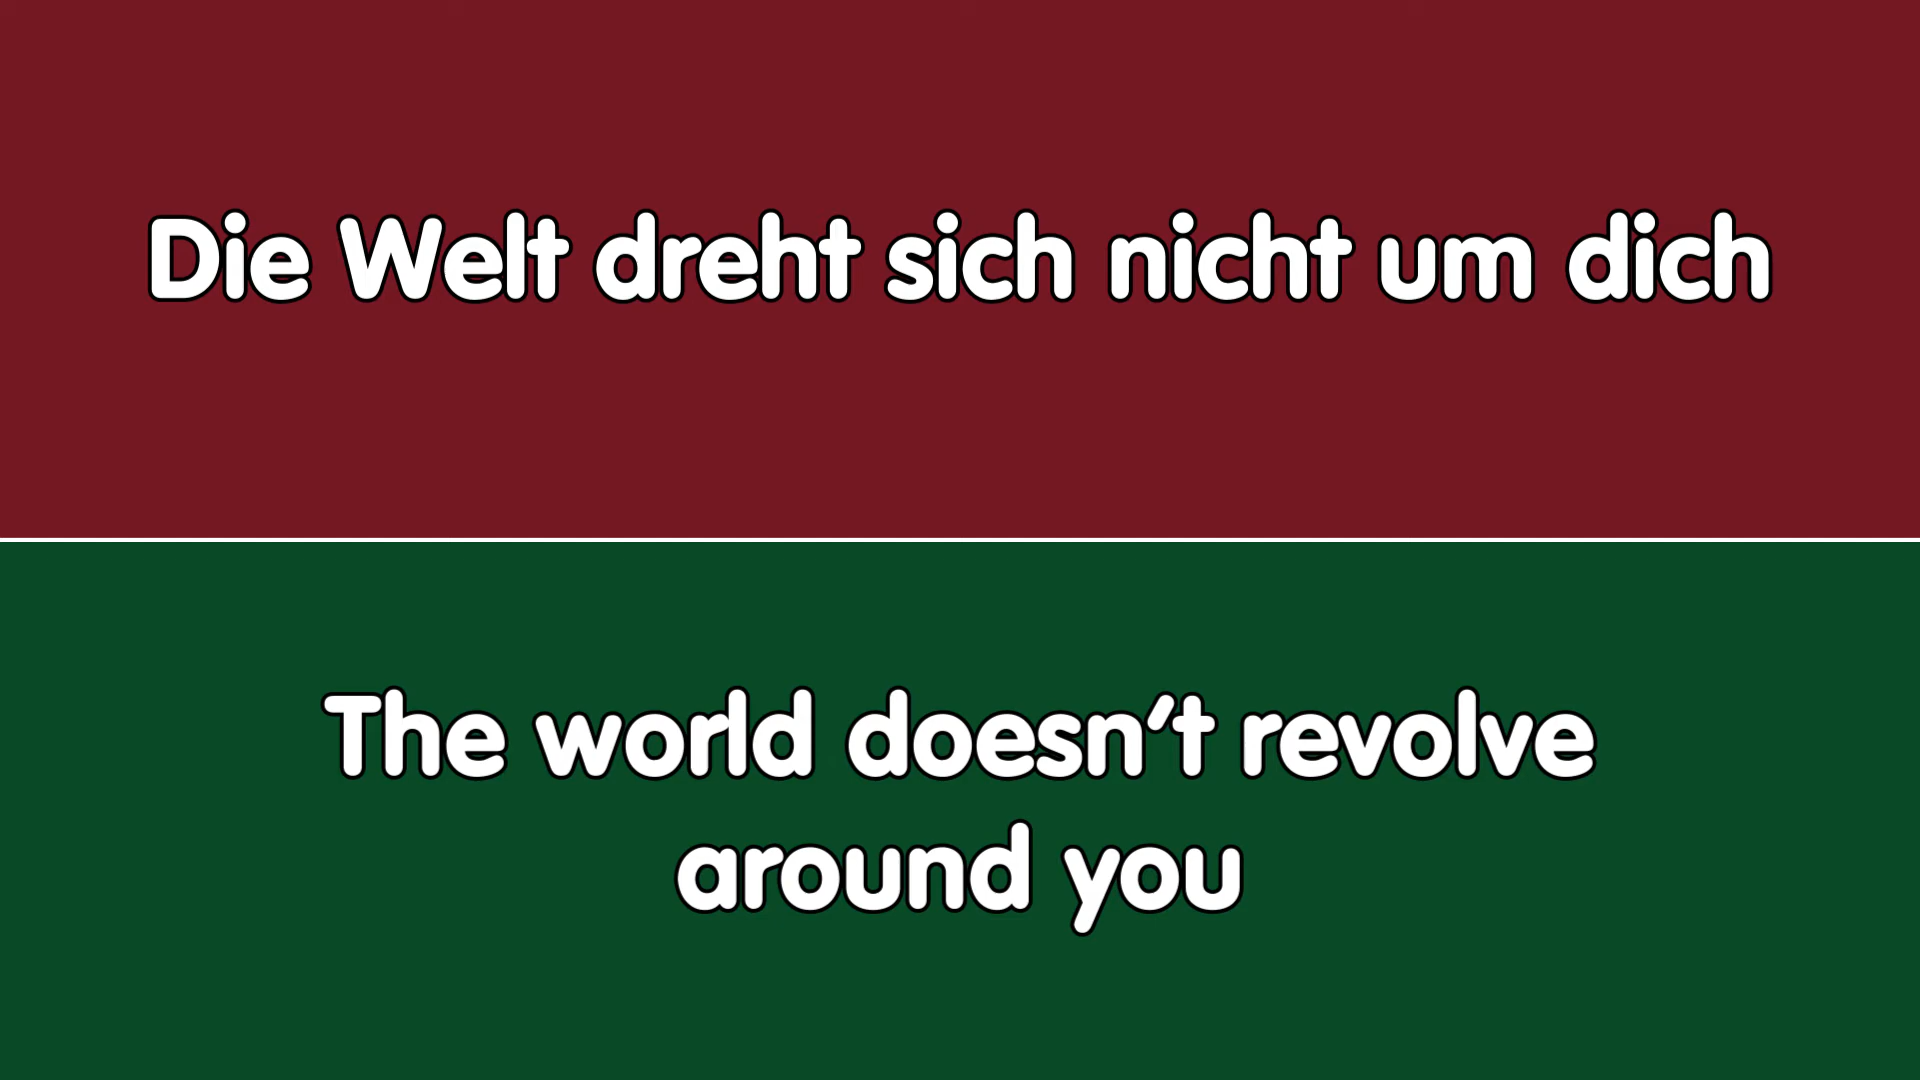 Die Welt dreht sich nicht um dich
The world doesn't revolve
around you